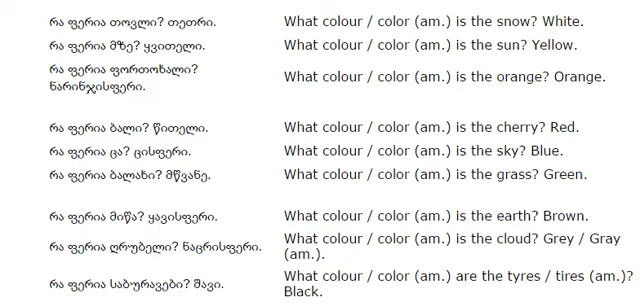 რა ფერია თოვლი? თეთრი.
What colour / color (am.) is the snow? White.
რა ფერია მზე? ყვითელი.
What colour / color (am.) is the sun? Yellow.
რა ფერია ფორთოხალი?
ნარინჯისფერი.
What colour / color (am.) is the orange? Orange.
რა ფერია ბალი? წითელი.
What colour / color (am.) is the cherry? Red.
რა ფერია ცა? ცისფერი.
What colour / color (am.) is the sky? Blue.
რა ფერია ბალახი? მწვანე.
What colour / color (am.) is the grass? Green.
რა ფერია მიწა? ყავისფერი.
What colour / color (am.) is the earth? Brown.
რა ფერია ღრუბელი? ნაცრისფერი.
What colour / color (am.) is the cloud? Grey / Gray
(am.).
რა ფერია საბურავები? შავი.
What colour / color (am.) are the tyres / tires (am.)?
Black.